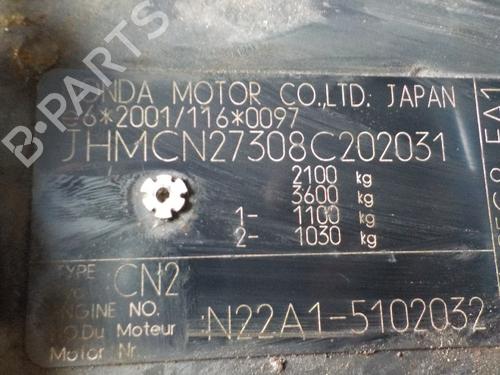 B-PARTS
HONDA MOTOR CO.,LTD. JAPAN
e6*2001/116*0097
JHMCN27308C202031
2100 kg
3600 kg
1- 1100 kg
2- 1030 kg
TYPE CN2
ENGINE NO.
NO.Du Moteur N22A1-5102032
Motor Nr.